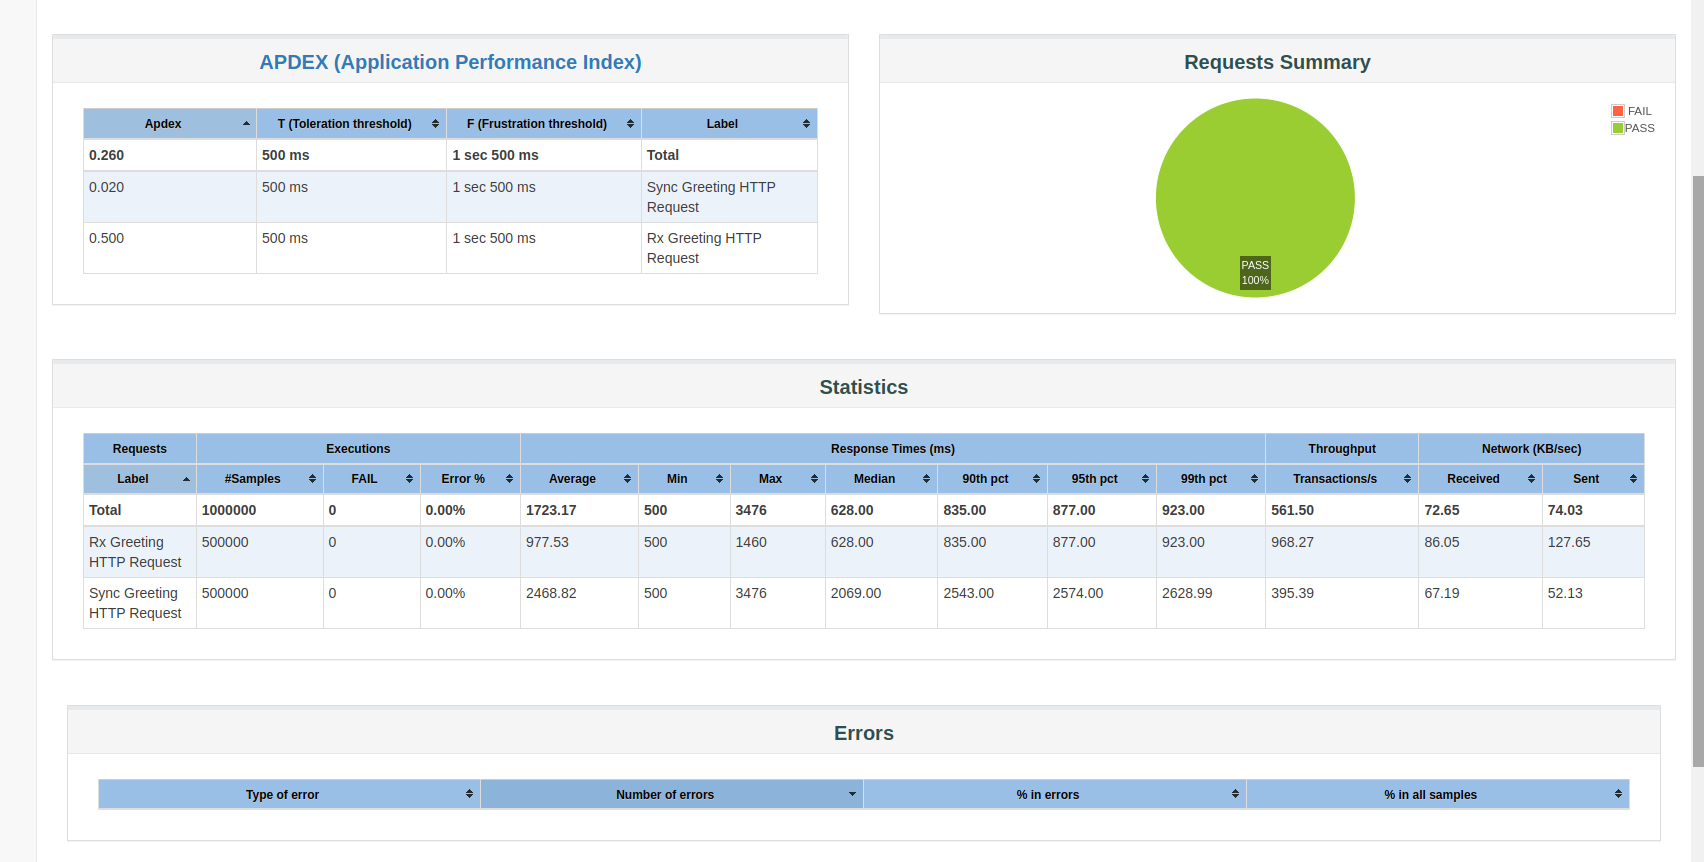 APDEX (Application Performance Index)
Apdex T (Toleration threshold) F (Frustration threshold) Label
0.260 500 ms 1 sec 500 ms Total
0.020 500 ms 1 sec 500 ms Sync Greeting HTTP
Request
0.500 500 ms 1 sec 500 ms Rx Greeting HTTP
Request
Requests Summary
FAIL
PASS
PASS
100%
Statistics
Requests Executions Response Times (ms) Throughput Network (KB/sec)
Label #Samples FAIL Error % Average Min Max Median 90th pct 95th pct 99th pct Transactions/s Received Sent
Total 1000000 0 0.00% 1723.17 500 3476 628.00 835.00 877.00 923.00 561.50 72.65 74.03
Rx Greeting 500000 0 0.00% 977.53 500 1460 628.00 835.00 877.00 923.00 968.27 86.05 127.65
HTTP Request
Sync Greeting 500000 0 0.00% 2468.82 500 3476 2069.00 2543.00 2574.00 2628.99 395.39 67.19 52.13
HTTP Request
Errors
Type of error Number of errors % in errors % in all samples